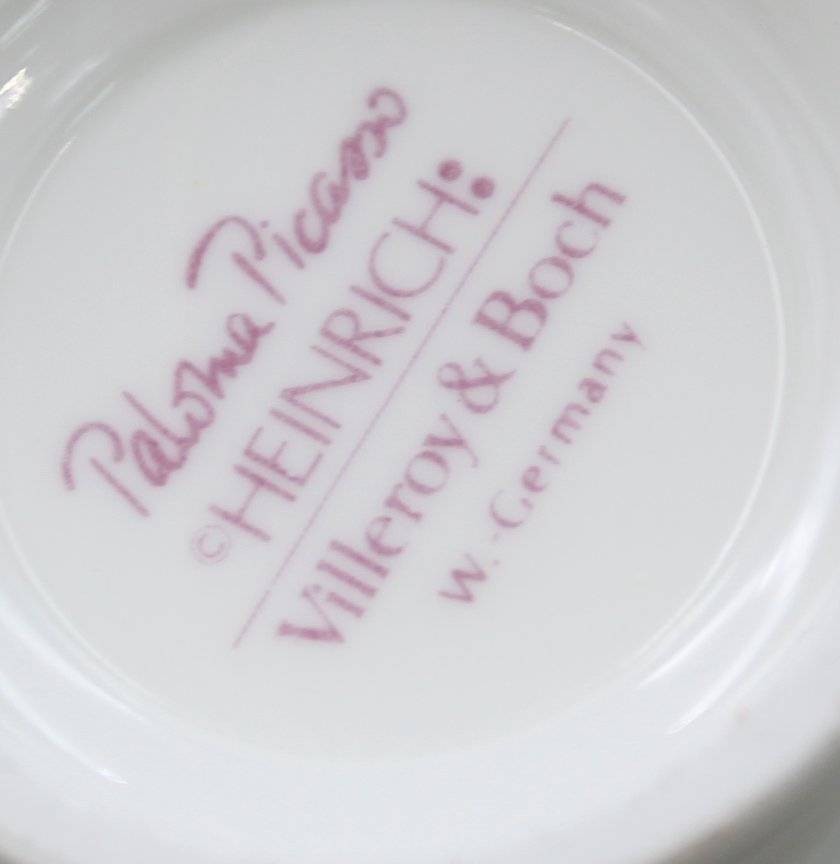 Paloma Picasso
©HEINRICH:
Villeroy & Boch
W.-Germany